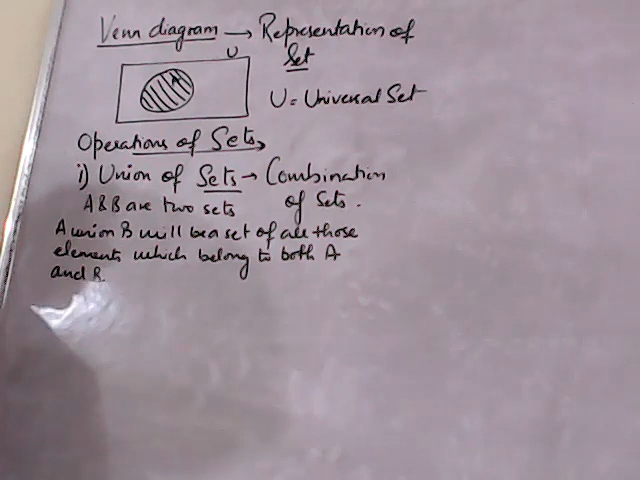 Venn diagram → Representation of
Set
U
U = Universal Set
Operations of Sets,
i) Union of Sets → Combination
of Sets.
A & B are two sets
A union B will be a set of all those
elements which belong to both A
and B.